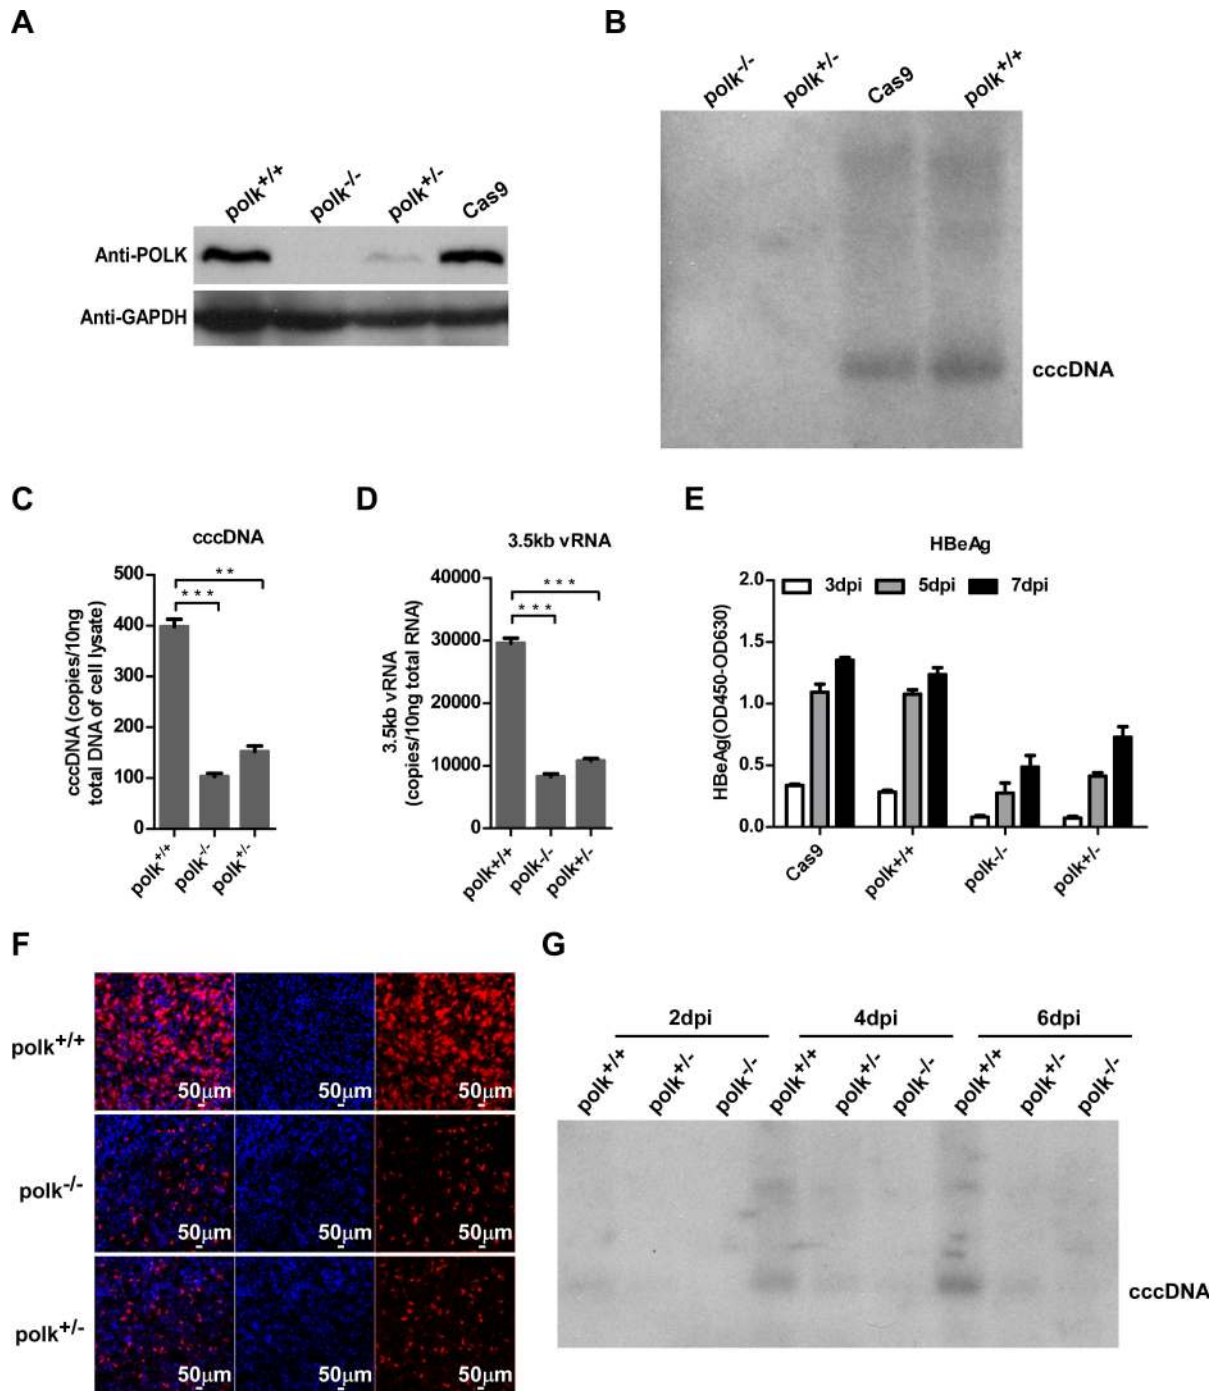 A
polk+/+
polk-/-
polk+/-
Cas9
Anti-POLK
Anti-GAPDH
B
polk-/-
polk+/-
Cas9
polk+/+
cccDNA
C
cccDNA
cccDNA (copies/10ng
total DNA of cell lysate)
500
400
300
200
100
0
**
***
polk+/+
polk-/-
polk+/-
D
3.5kb vRNA
3.5kb vRNA
(copies/10ng total RNA)
40000
30000
20000
10000
0
***
***
polk+/+
polk-/-
polk+/-
E
HBeAg
HBeAg(OD450-OD630)
2.0
1.5
1.0
0.5
0.0
3dpi 5dpi 7dpi
Cas9
polk+/+
polk-/-
polk+/-
F
polk+/+
50μm 50μm 50μm
polk-/-
50μm 50μm 50μm
polk+/-
50μm 50μm 50μm
G
2dpi 4dpi 6dpi
polk+/+ polk+/- polk-/- polk+/+ polk+/- polk-/- polk+/+ polk+/- polk-/-
cccDNA